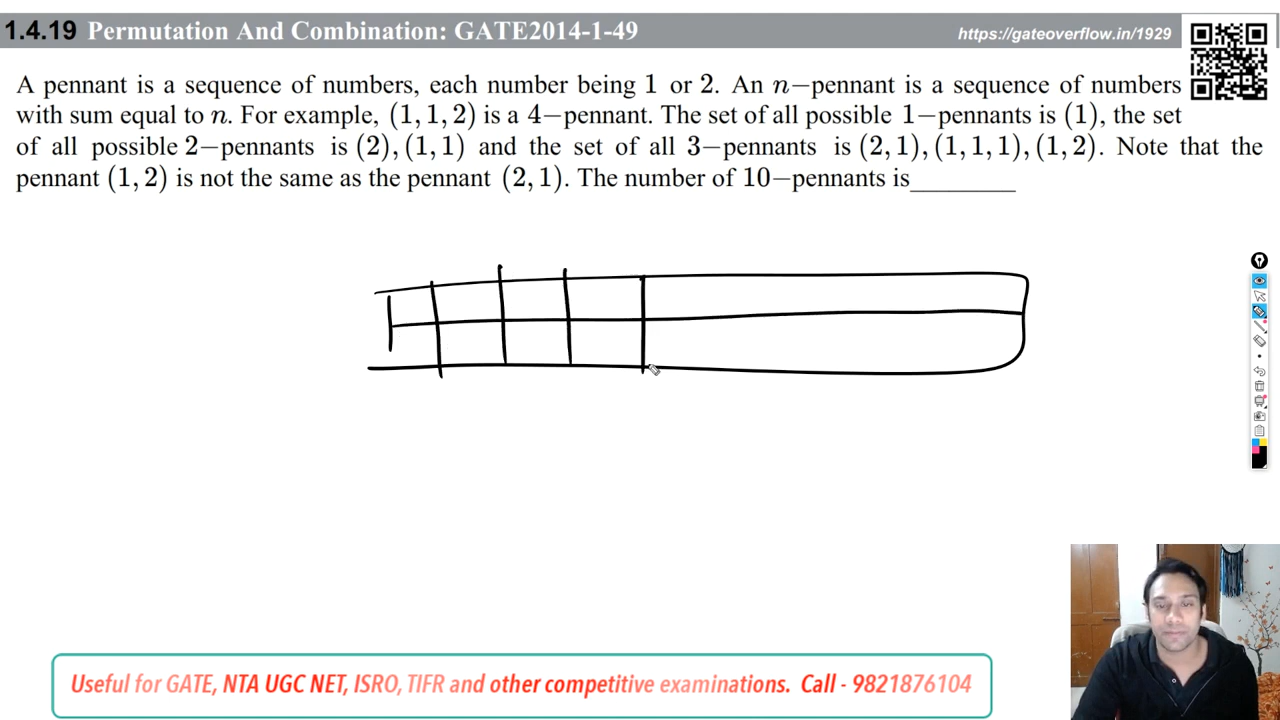 1.4.19 Permutation And Combination: GATE2014-1-49
https://gateoverflow.in/1929
A pennant is a sequence of numbers, each number being 1 or 2. An n−pennant is a sequence of numbers
with sum equal to n. For example, (1, 1, 2) is a 4−pennant. The set of all possible 1−pennants is (1), the set
of all possible 2−pennants is (2), (1, 1) and the set of all 3−pennants is (2, 1), (1, 1, 1), (1, 2). Note that the
pennant (1, 2) is not the same as the pennant (2, 1). The number of 10−pennants is________
Useful for GATE, NTA UGC NET, ISRO, TIFR and other competitive examinations. Call - 9821876104